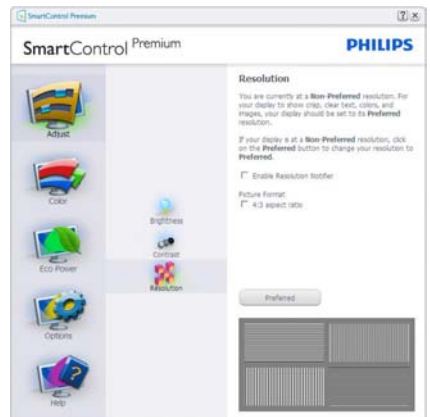 SmartControl Premium
SmartControl Premium
PHILIPS
Adjust
Color
Eco Power
Options
Help
Brightness
Contrast
Resolution
Resolution
You are currently at a Non-Preferred resolution. For
your display to show crisp, clear text, colors, and
images, your display should be set to its Preferred
resolution.
If your display is at a Non-Preferred resolution, click
on the Preferred button to change your resolution to
Preferred.
Enable Resolution Notifier
Picture Format
4:3 aspect ratio
Preferred